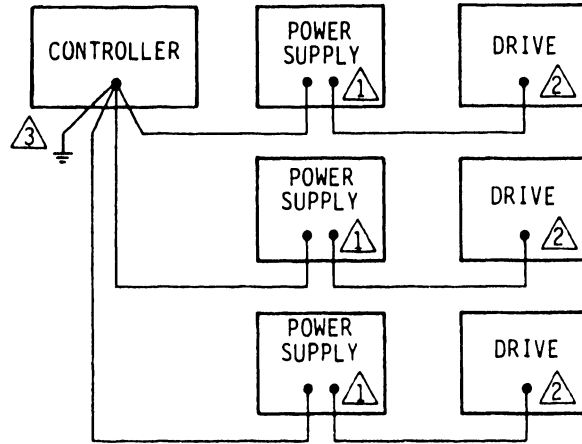 CONTROLLER
3
POWER
SUPPLY
1
DRIVE
2
POWER
SUPPLY
1
DRIVE
2
POWER
SUPPLY
1
DRIVE
2